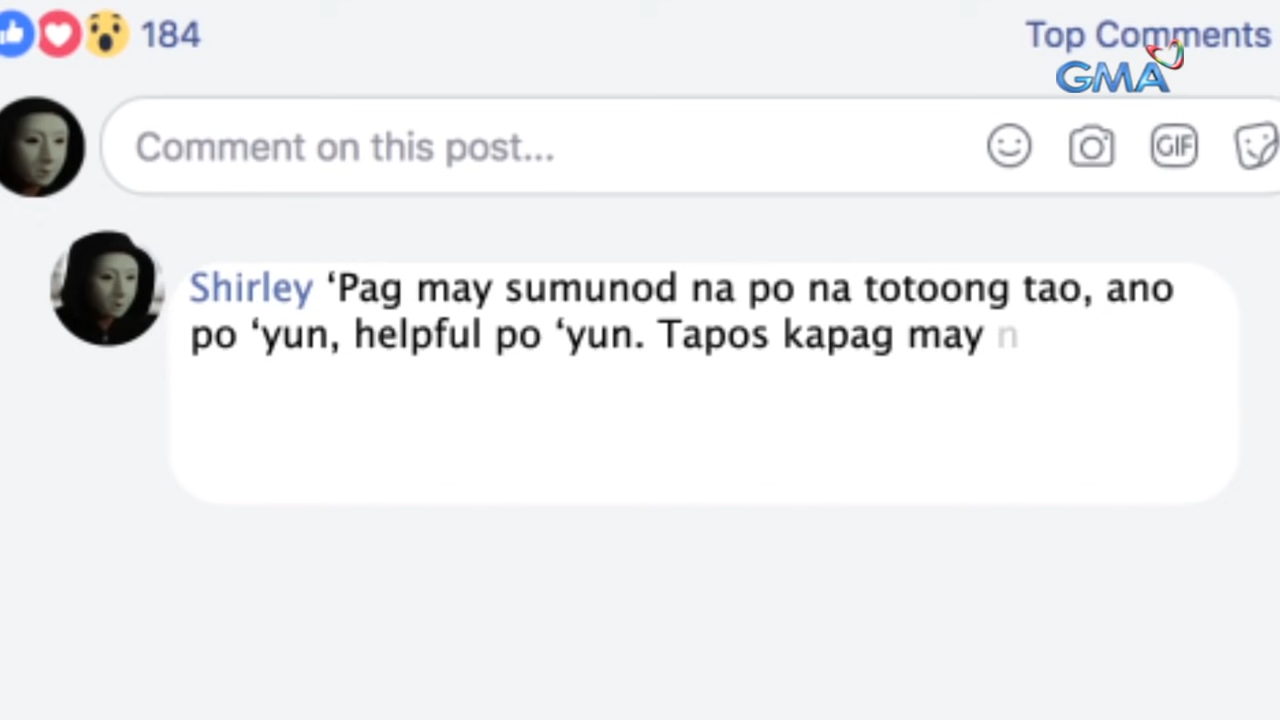 184
Top Comments
GMA
Comment on this post...
GIF
Shirley ‘Pag may sumunod na po na totoong tao, ano
po ‘yun, helpful po ‘yun. Tapos kapag may n